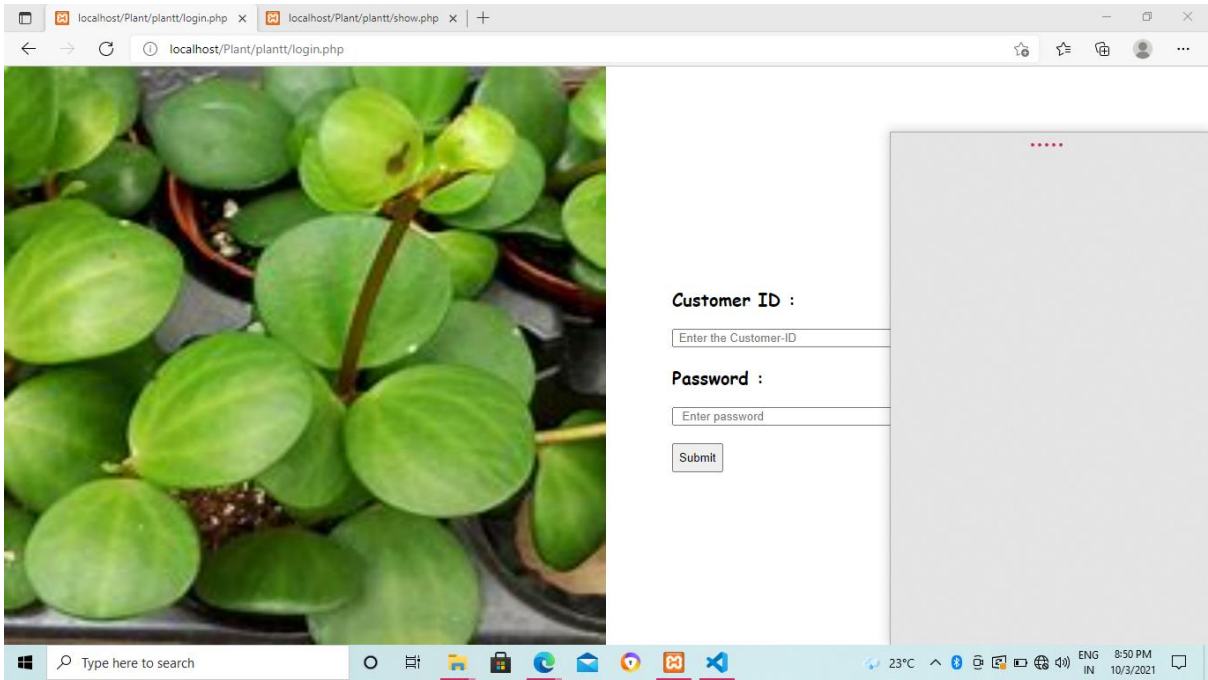 localhost/Plant/plantt/login.php
localhost/Plant/plantt/show.php
localhost/Plant/plantt/login.php
Customer ID :
Enter the Customer-ID
Password :
Enter password
Submit
Type here to search
23°C
ENG
IN
8:50 PM
10/3/2021